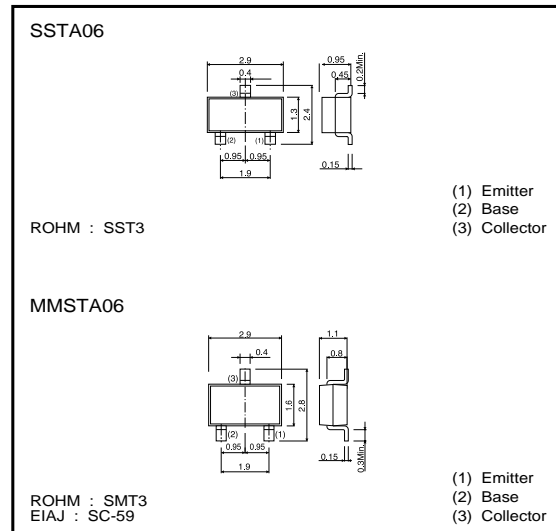 SSTA06
2.9
0.4
(3)
(2)
(1)
0.95
0.95
1.9
1.3
2.4
0.95
0.45
0.2Min.
0.15
ROHM : SST3
(1) Emitter
(2) Base
(3) Collector
MMSTA06
2.9
0.4
(3)
(2)
(1)
0.95
0.95
1.9
1.6
2.8
1.1
0.8
0.15
0.3Min.
ROHM : SMT3
EIAJ : SC-59
(1) Emitter
(2) Base
(3) Collector